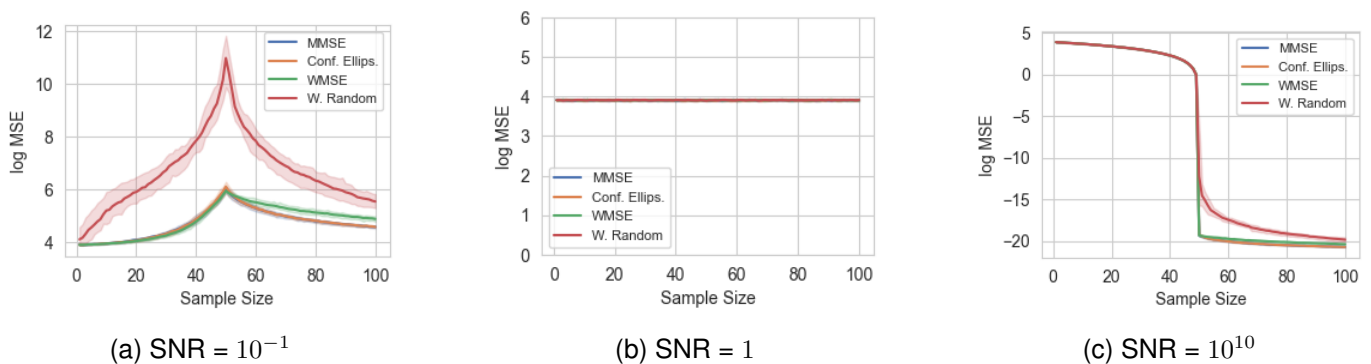 12
10
8
6
4
log MSE
0 20 40 60 80 100
Sample Size
MMSE
Conf. Ellips.
WMSE
W. Random
(a) SNR = 10⁻¹
6
5
4
3
2
1
0
log MSE
0 20 40 60 80 100
Sample Size
MMSE
Conf. Ellips.
WMSE
W. Random
(b) SNR = 1
5
0
−5
−10
−15
−20
log MSE
0 20 40 60 80 100
Sample Size
MMSE
Conf. Ellips.
WMSE
W. Random
(c) SNR = 10¹⁰